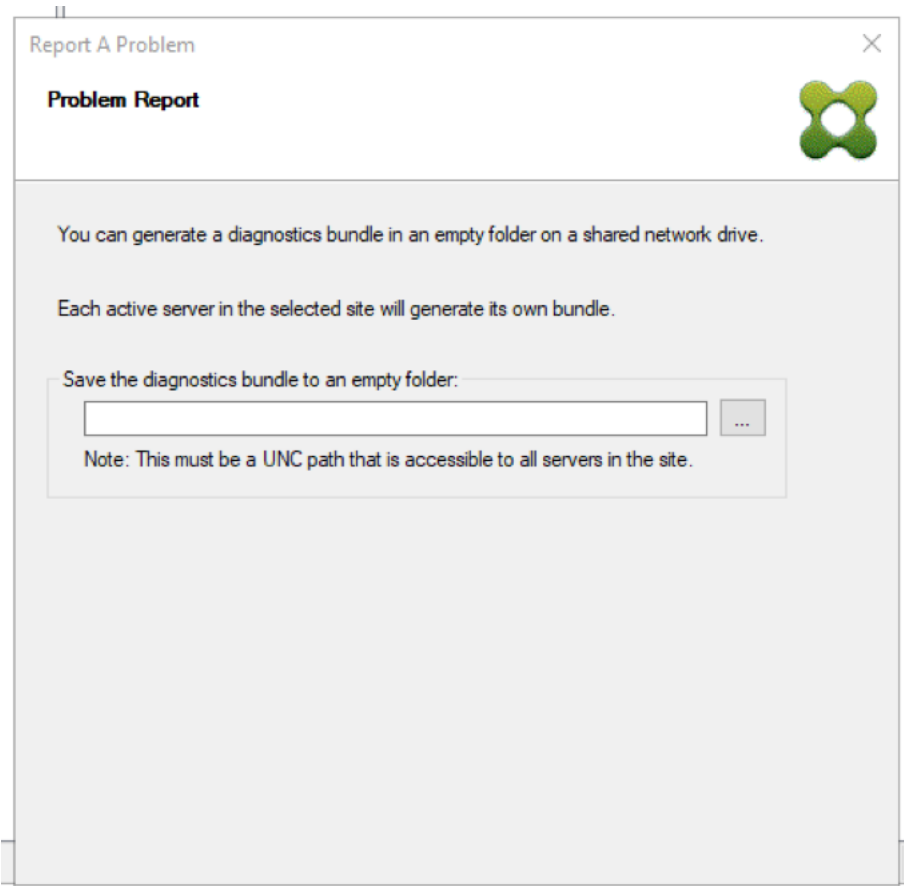 Report A Problem
Problem Report
You can generate a diagnostics bundle in an empty folder on a shared network drive.
Each active server in the selected site will generate its own bundle.
Save the diagnostics bundle to an empty folder:
...
Note: This must be a UNC path that is accessible to all servers in the site.